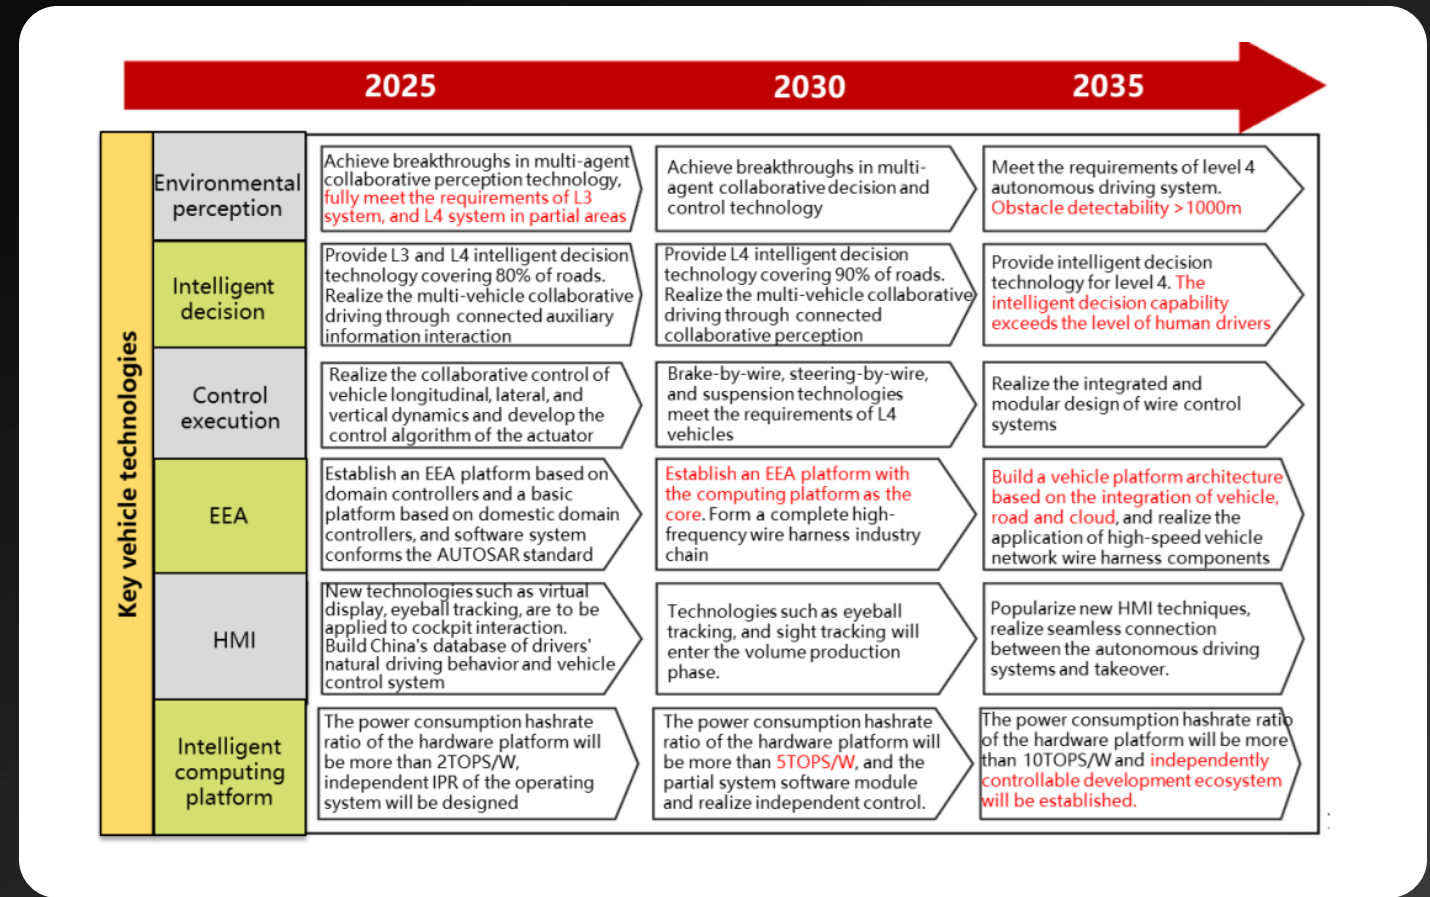 2025
2030
2035
Key vehicle technologies
Environmental
perception
Achieve breakthroughs in multi-agent
collaborative perception technology,
fully meet the requirements of L3
system, and L4 system in partial areas
Achieve breakthroughs in multi-
agent collaborative decision and
control technology
Meet the requirements of level 4
autonomous driving system.
Obstacle detectability >1000m
Intelligent
decision
Provide L3 and L4 intelligent decision
technology covering 80% of roads.
Realize the multi-vehicle collaborative
driving through connected auxiliary
information interaction
Provide L4 intelligent decision
technology covering 90% of roads.
Realize the multi-vehicle collaborative
driving through connected
collaborative perception
Provide intelligent decision
technology for level 4. The
intelligent decision capability
exceeds the level of human drivers
Control
execution
Realize the collaborative control of
vehicle longitudinal, lateral, and
vertical dynamics and develop the
control algorithm of the actuator
Brake-by-wire, steering-by-wire,
and suspension technologies
meet the requirements of L4
vehicles
Realize the integrated and
modular design of wire control
systems
EEA
Establish an EEA platform based on
domain controllers and a basic
platform based on domestic domain
controllers, and software system
conforms the AUTOSAR standard
Establish an EEA platform with
the computing platform as the
core. Form a complete high-
frequency wire harness industry
chain
Build a vehicle platform architecture
based on the integration of vehicle,
road and cloud, and realize the
application of high-speed vehicle
network wire harness components
HMI
New technologies such as virtual
display, eyeball tracking, are to be
applied to cockpit interaction.
Build China's database of drivers'
natural driving behavior and vehicle
control system
Technologies such as eyeball
tracking, and sight tracking will
enter the volume production
phase.
Popularize new HMI techniques,
realize seamless connection
between the autonomous driving
systems and takeover.
Intelligent
computing
platform
The power consumption hashrate
ratio of the hardware platform will
be more than 2TOPS/W,
independent IPR of the operating
system will be designed
The power consumption hashrate
ratio of the hardware platform will
be more than 5TOPS/W, and the
partial system software module
and realize independent control.
The power consumption hashrate ratio
of the hardware platform will be more
than 10TOPS/W and independently
controllable development ecosystem
will be established.